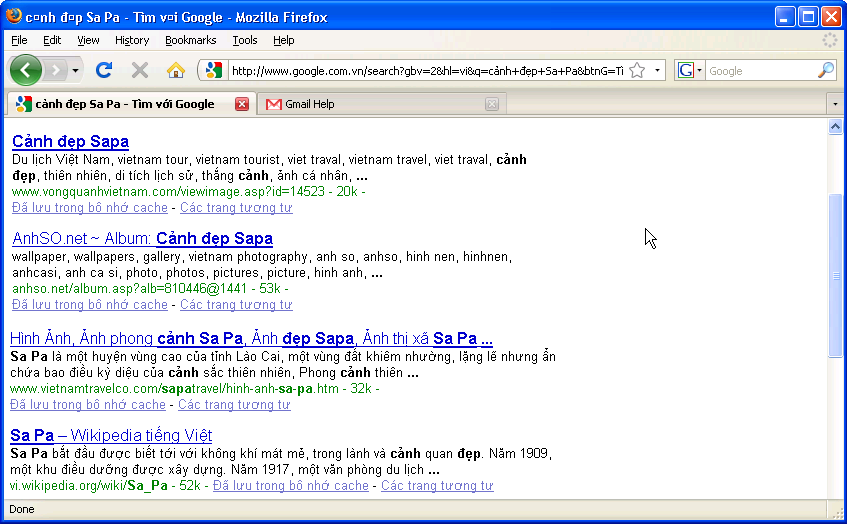 c¤nh đ¤p Sa Pa - Tìm v¤i Google - Mozilla Firefox
File Edit View History Bookmarks Tools Help
http://www.google.com.vn/search?gbv=2&hl=vi&q=cảnh+đẹp+Sa+Pa&btnG=Tì
G Google
cảnh đẹp Sa Pa - Tìm với Google Gmail Help
Cảnh đẹp Sapa
Du lịch Việt Nam, vietnam tour, vietnam tourist, viet traval, vietnam travel, viet traval, cảnh
đẹp, thiên nhiên, di tích lịch sử, thắng cảnh, ảnh cá nhân, ...
www.vongquanhvietnam.com/viewimage.asp?id=14523 - 20k -
Đã lưu trong bộ nhớ cache - Các trang tương tự
AnhSO.net ~ Album: Cảnh đẹp Sapa
wallpaper, wallpapers, gallery, vietnam photography, anh so, anhso, hinh nen, hinhnen,
anhcasi, anh ca si, photo, photos, pictures, picture, hinh anh, ...
anhso.net/album.asp?alb=810446@1441 - 53k -
Đã lưu trong bộ nhớ cache - Các trang tương tự
Hình Ảnh, Ảnh phong cảnh Sa Pa, Ảnh đẹp Sapa, Ảnh thị xã Sa Pa ...
Sa Pa là một huyện vùng cao của tỉnh Lào Cai, một vùng đất khiêm nhường, lặng lẽ nhưng ẩn
chứa bao điều kỳ diệu của cảnh sắc thiên nhiên, Phong cảnh thiên ...
www.vietnamtravelco.com/sapatravel/hinh-anh-sa-pa.htm - 32k -
Đã lưu trong bộ nhớ cache - Các trang tương tự
Sa Pa – Wikipedia tiếng Việt
Sa Pa bắt đầu được biết tới với không khí mát mẻ, trong lành và cảnh quan đẹp. Năm 1909,
một khu điều dưỡng được xây dựng. Năm 1917, một văn phòng du lịch ...
vi.wikipedia.org/wiki/Sa_Pa - 52k - Đã lưu trong bộ nhớ cache - Các trang tương tự
Done